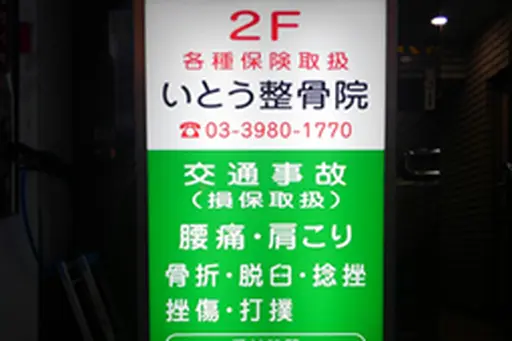 2F
各種保険取扱
いとう整骨院
☎03-3980-1770
交通事故
(損保取扱)
腰痛・肩こり
骨折・脱臼・捻挫
挫傷・打撲